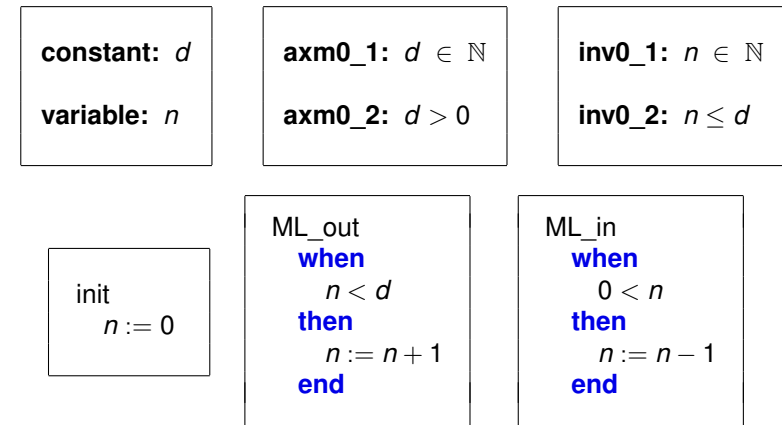 constant: d
variable: n
axm0_1: d ∈ ℕ
axm0_2: d > 0
inv0_1: n ∈ ℕ
inv0_2: n ≤ d
init
n := 0
ML_out
when
n < d
then
n := n + 1
end
ML_in
when
0 < n
then
n := n − 1
end